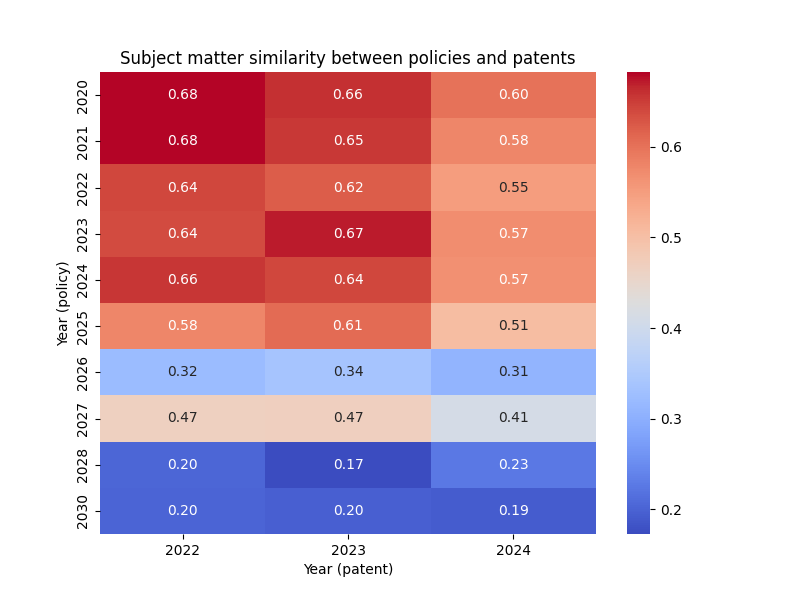 Subject matter similarity between policies and patents
2020 0.68 0.66 0.60
2021 0.68 0.65 0.58
2022 0.64 0.62 0.55
2023 0.64 0.67 0.57
2024 0.66 0.64 0.57
2025 0.58 0.61 0.51
2026 0.32 0.34 0.31
2027 0.47 0.47 0.41
2028 0.20 0.17 0.23
2030 0.20 0.20 0.19
Year (policy)
2022 2023 2024
Year (patent)
0.6
0.5
0.4
0.3
0.2